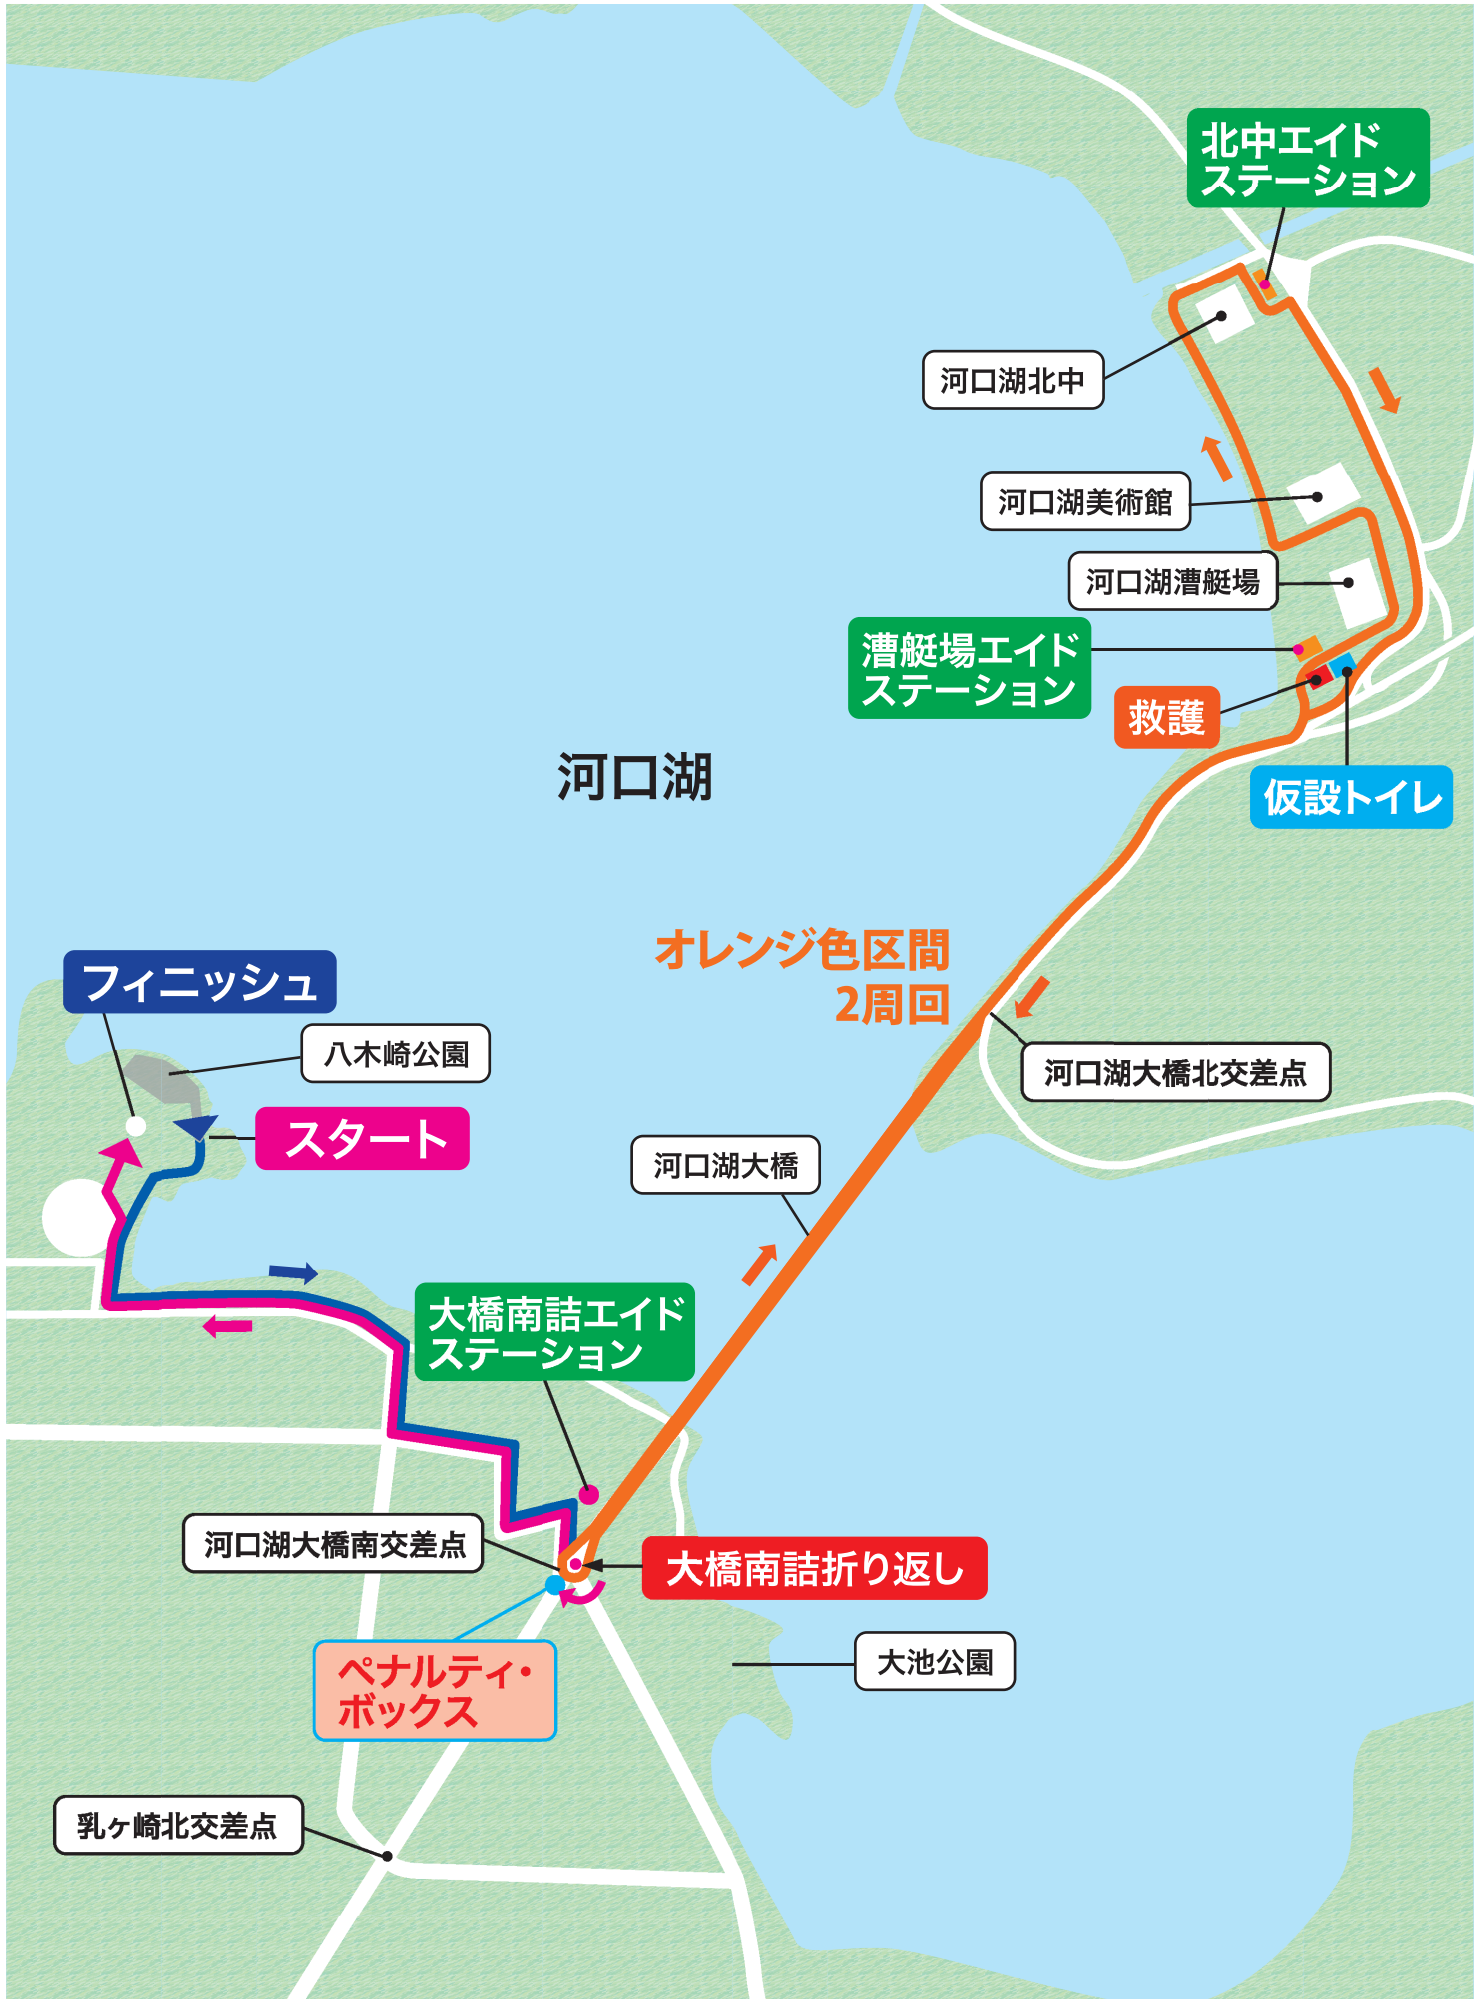 北中エイド
ステーション
河口湖北中
河口湖美術館
河口湖漕艇場
漕艇場エイド
ステーション
救護
河口湖
仮設トイレ
オレンジ色区間
2周回
フィニッシュ
八木崎公園
河口湖大橋北交差点
スタート
河口湖大橋
大橋南詰エイド
ステーション
河口湖大橋南交差点
大橋南詰折り返し
ペナルティ・
ボックス
大池公園
乳ヶ崎北交差点